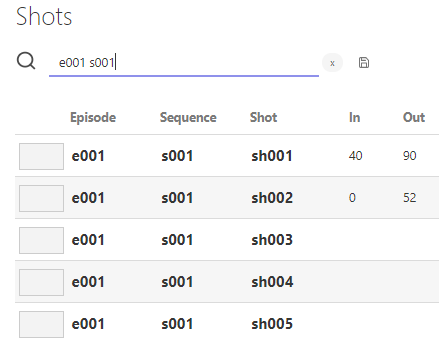 Shots
e001 s001 x
Episode Sequence Shot In Out
e001 s001 sh001 40 90
e001 s001 sh002 0 52
e001 s001 sh003
e001 s001 sh004
e001 s001 sh005